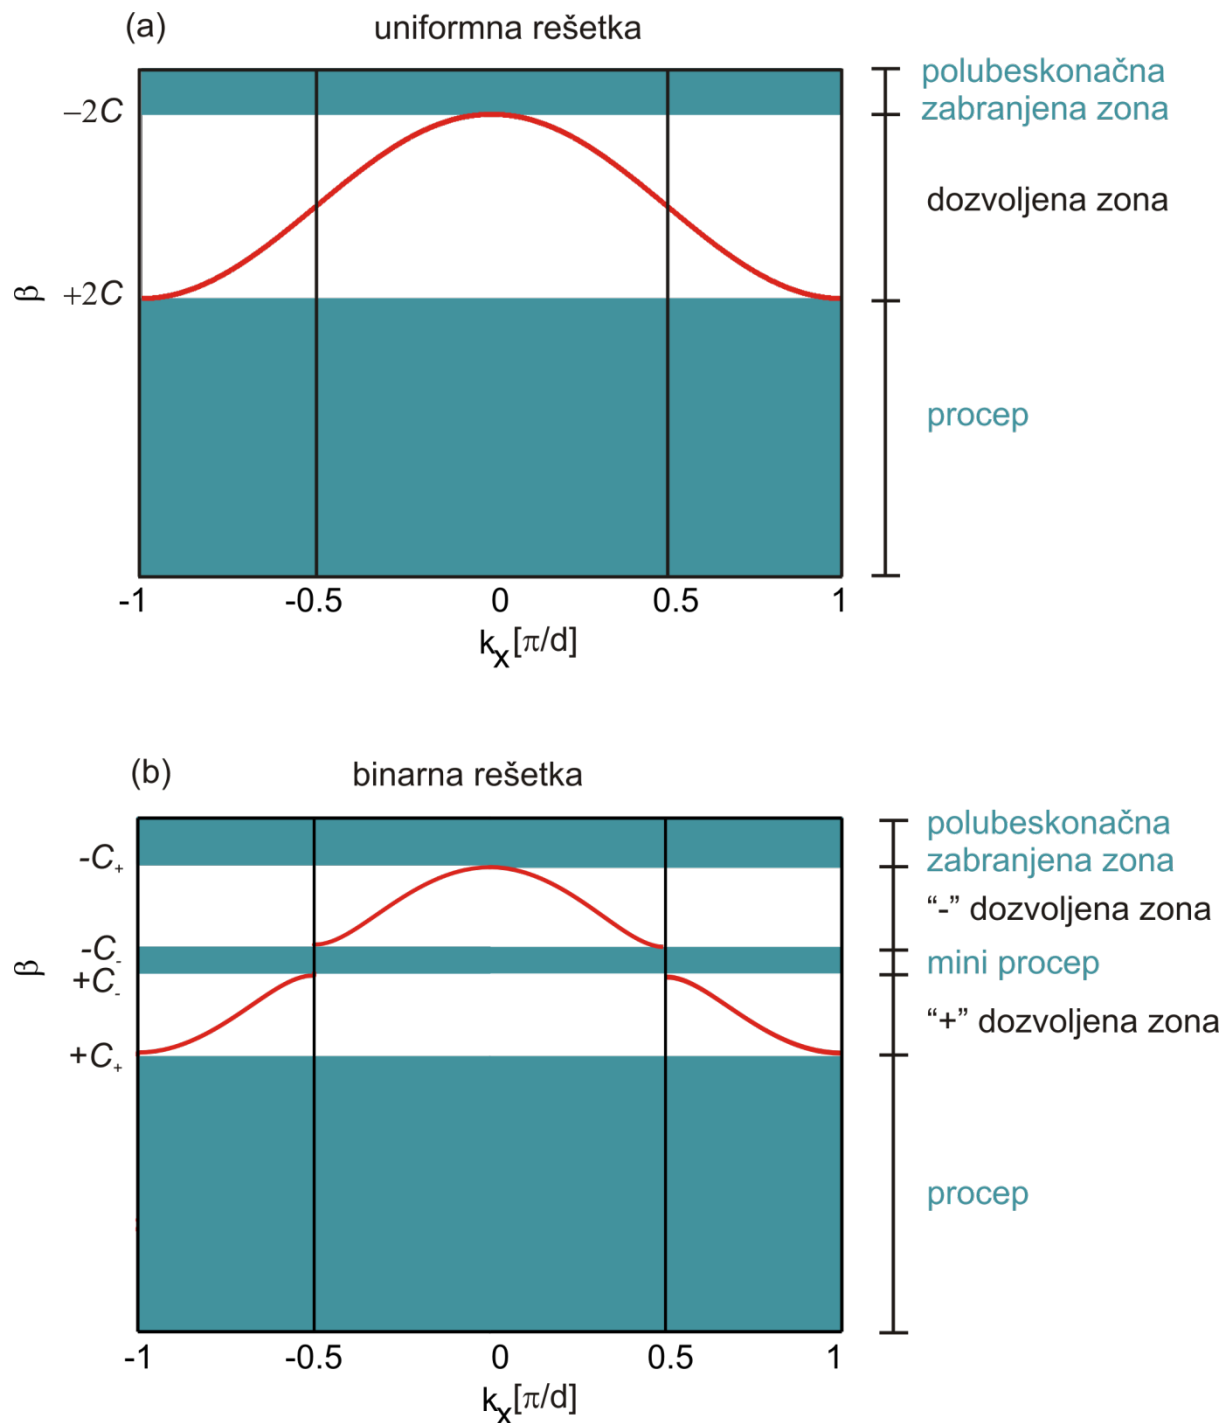 (a)
uniformna rešetka
polubeskonačna
zabranjena zona
−2C
dozvoljena zona
+2C
β
procep
-1
-0.5
0
0.5
1
kx[π/d]
(b)
binarna rešetka
polubeskonačna
zabranjena zona
-C+
“-” dozvoljena zona
-C-
mini procep
β
+C-
“+” dozvoljena zona
+C+
procep
-1
-0.5
0
0.5
1
kx[π/d]